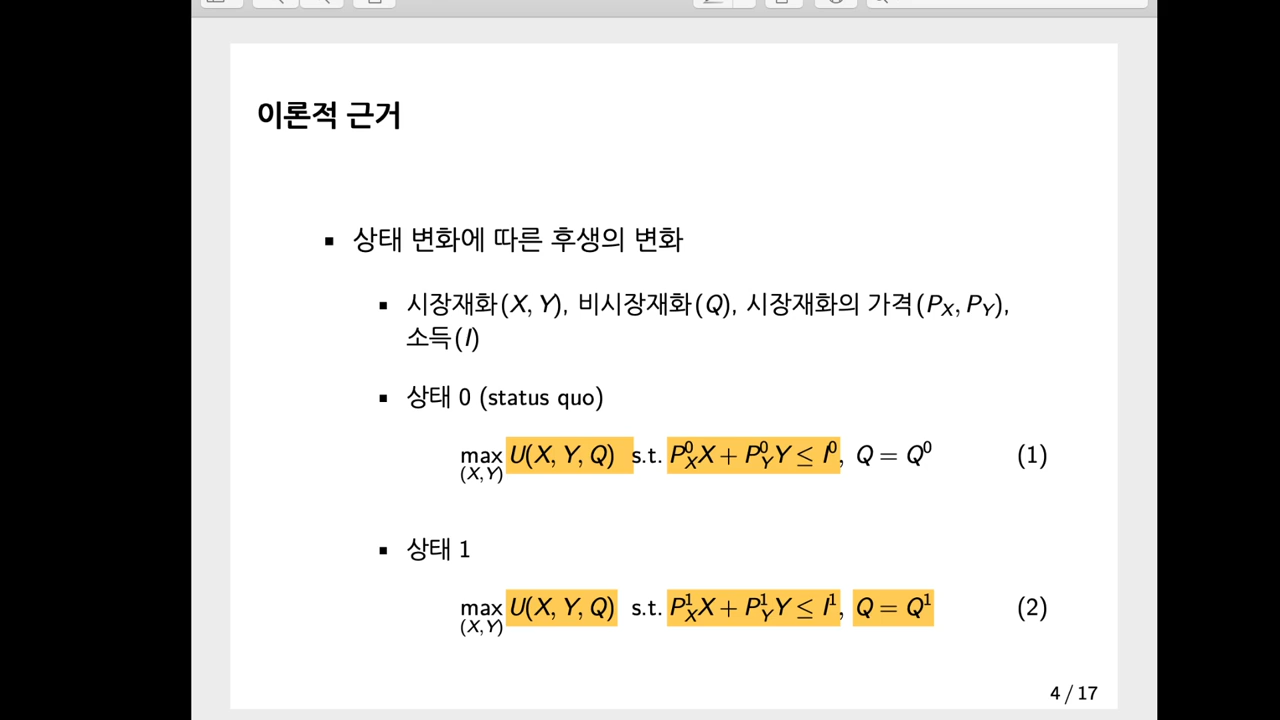 이론적 근거
▪ 상태 변화에 따른 후생의 변화
▪ 시장재화(X, Y), 비시장재화(Q), 시장재화의 가격(P_X, P_Y),
소득(I)
▪ 상태 0 (status quo)
max_(X,Y) U(X, Y, Q) s.t. P_X^0 X + P_Y^0 Y ≤ I^0, Q = Q^0 (1)
▪ 상태 1
max_(X,Y) U(X, Y, Q) s.t. P_X^1 X + P_Y^1 Y ≤ I^1, Q = Q^1 (2)
4 / 17